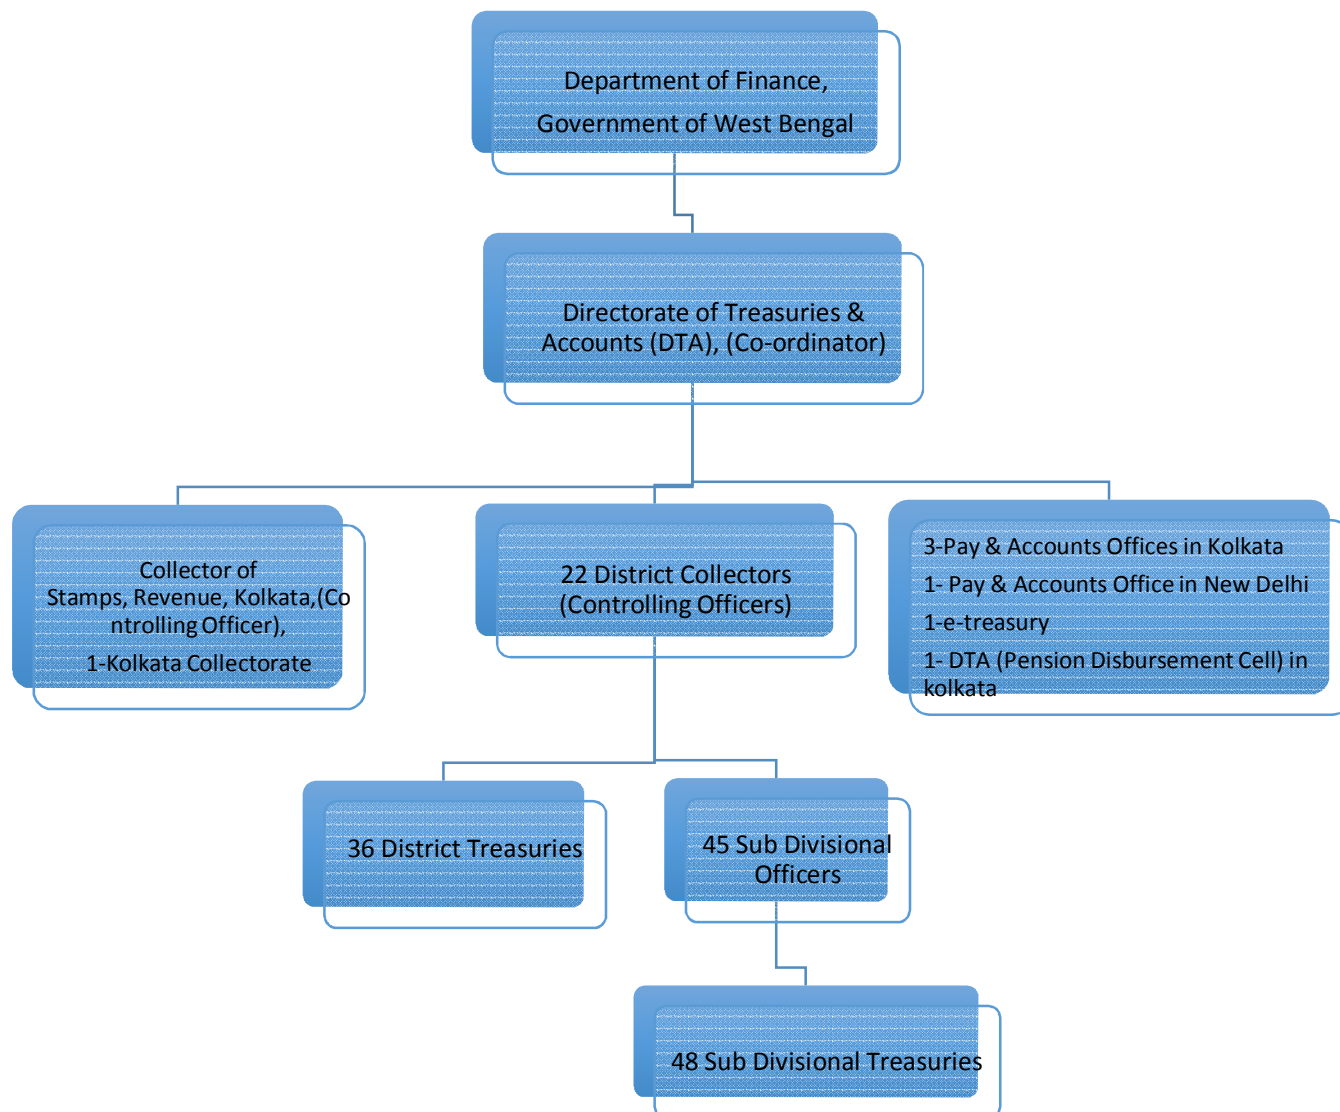 Department of Finance,
Government of West Bengal
Directorate of Treasuries &
Accounts (DTA), (Co-ordinator)
Collector of
Stamps, Revenue, Kolkata,(Co
ntrolling Officer),
1-Kolkata Collectorate
22 District Collectors
(Controlling Officers)
3-Pay & Accounts Offices in Kolkata
1- Pay & Accounts Office in New Delhi
1-e-treasury
1- DTA (Pension Disbursement Cell) in
kolkata
36 District Treasuries
45 Sub Divisional
Officers
48 Sub Divisional Treasuries